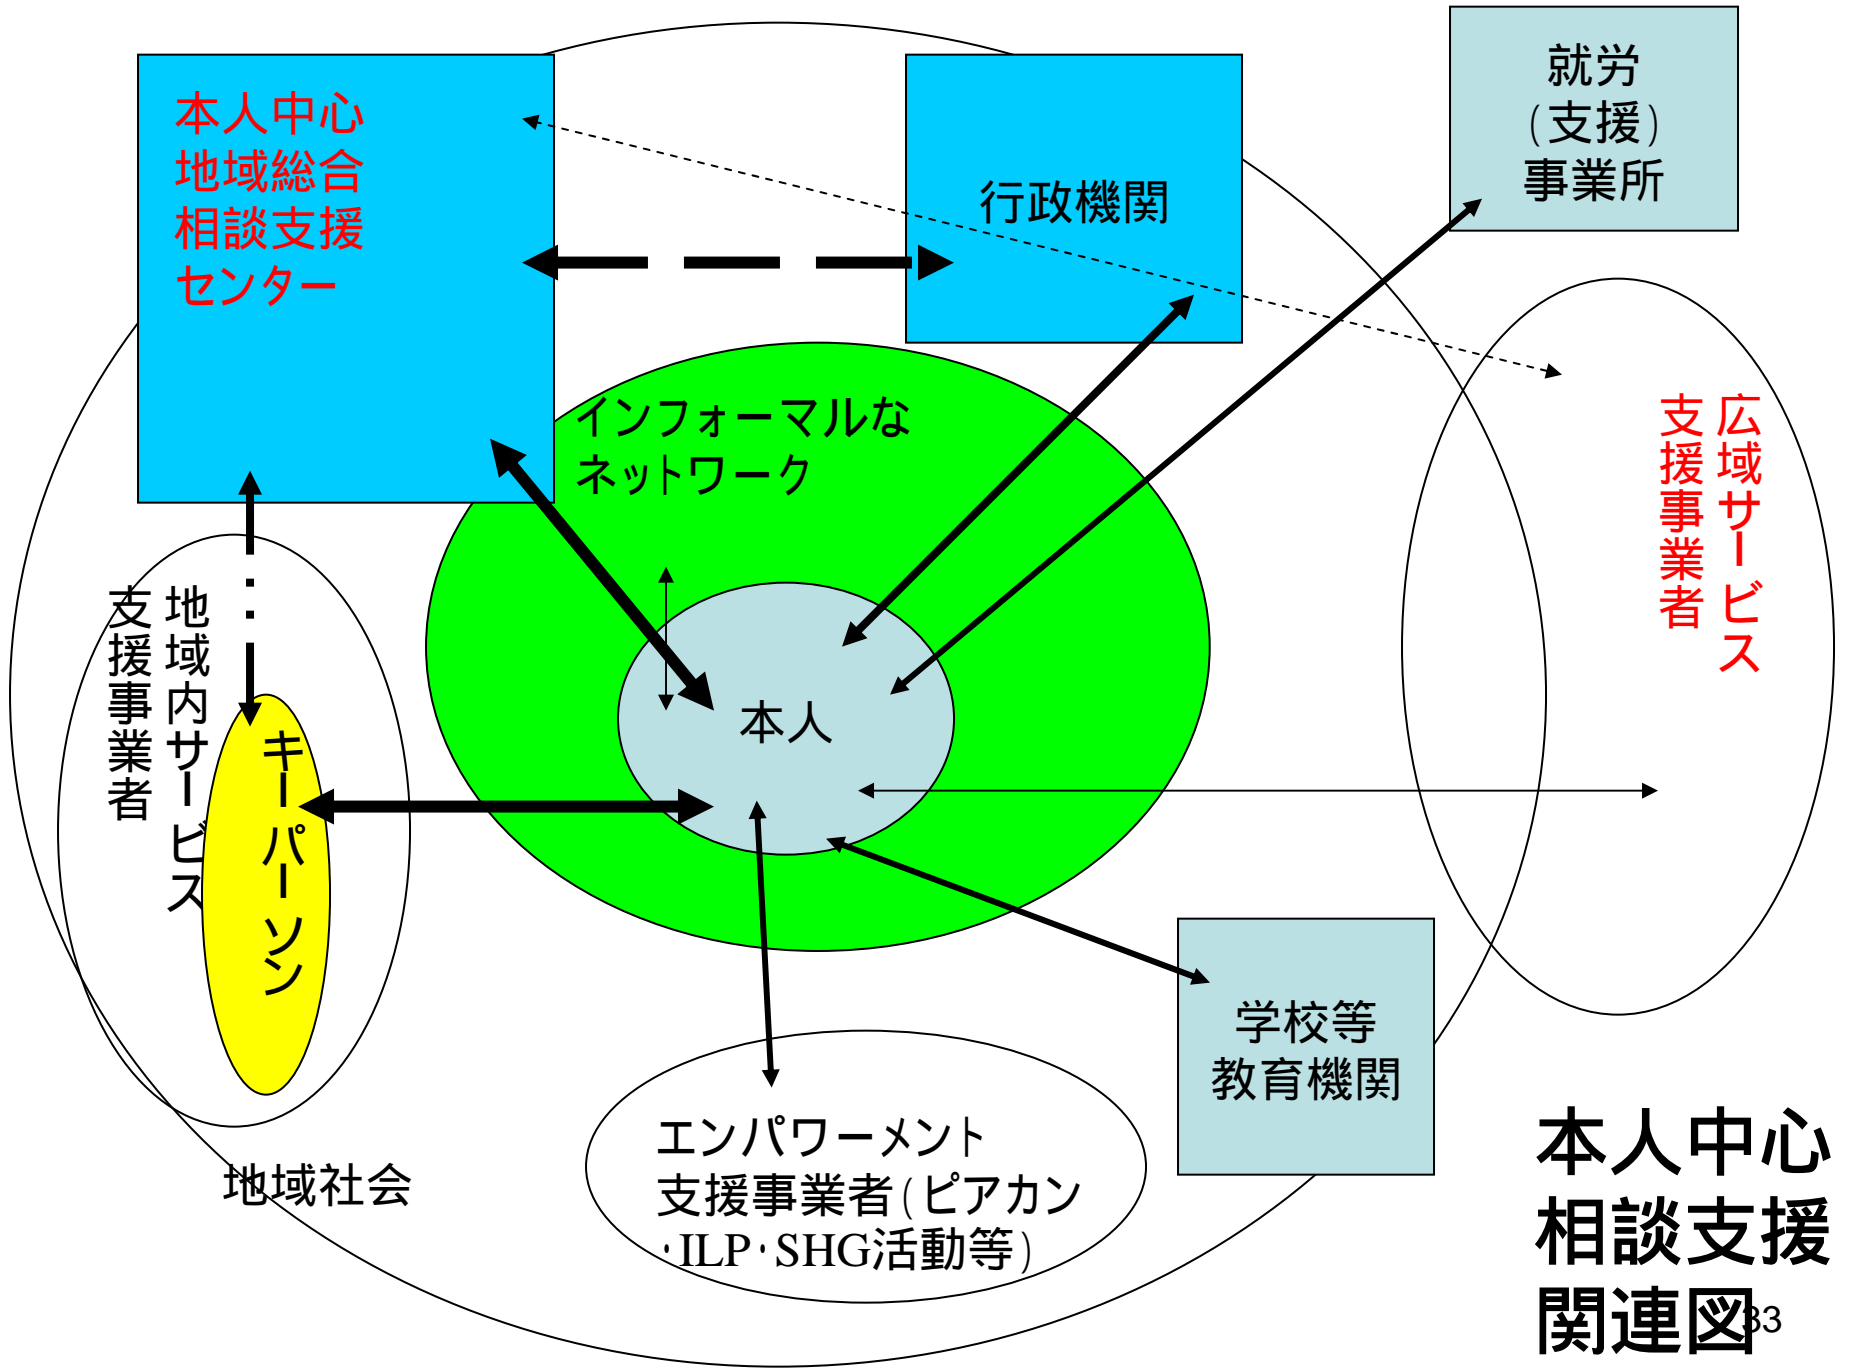 本人中心
地域総合
相談支援
センター
行政機関
就労
(支援)
事業所
インフォーマルな
ネットワーク
広域サービス
支援事業者
地域内サービス
支援事業者
キーパーソン
本人
学校等
教育機関
エンパワーメント
支援事業者(ピアカン
・ILP・SHG活動等)
地域社会
本人中心
相談支援
関連図
33